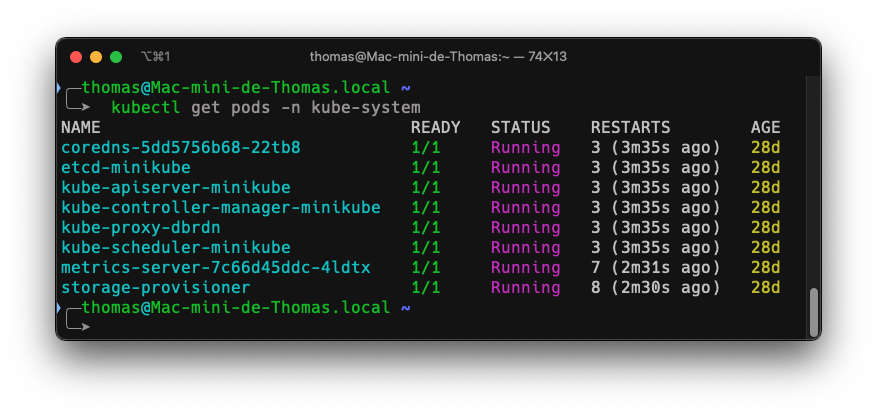 ⌥⌘1 thomas@Mac-mini-de-Thomas:~ — 74×13
thomas@Mac-mini-de-Thomas.local ~
kubectl get pods -n kube-system
NAME READY STATUS RESTARTS AGE
coredns-5dd5756b68-22tb8 1/1 Running 3 (3m35s ago) 28d
etcd-minikube 1/1 Running 3 (3m35s ago) 28d
kube-apiserver-minikube 1/1 Running 3 (3m35s ago) 28d
kube-controller-manager-minikube 1/1 Running 3 (3m35s ago) 28d
kube-proxy-dbrdn 1/1 Running 3 (3m35s ago) 28d
kube-scheduler-minikube 1/1 Running 3 (3m35s ago) 28d
metrics-server-7c66d45ddc-4ldtx 1/1 Running 7 (2m31s ago) 28d
storage-provisioner 1/1 Running 8 (2m30s ago) 28d
thomas@Mac-mini-de-Thomas.local ~